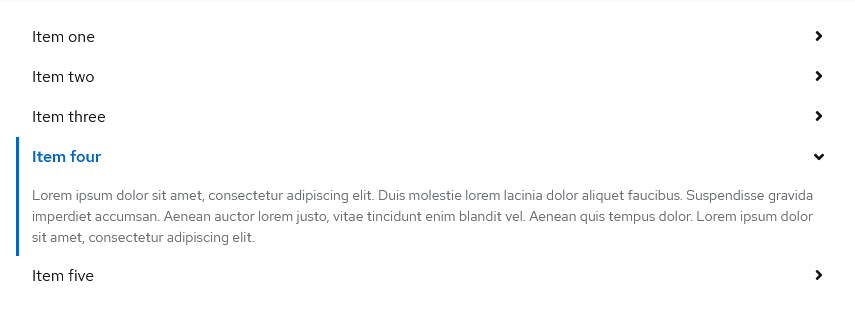 Item one
Item two
Item three
Item four
Lorem ipsum dolor sit amet, consectetur adipiscing elit. Duis molestie lorem lacinia dolor aliquet faucibus. Suspendisse gravida
imperdiet accumsan. Aenean auctor lorem justo, vitae tincidunt enim blandit vel. Aenean quis tempus dolor. Lorem ipsum dolor
sit amet, consectetur adipiscing elit.
Item five